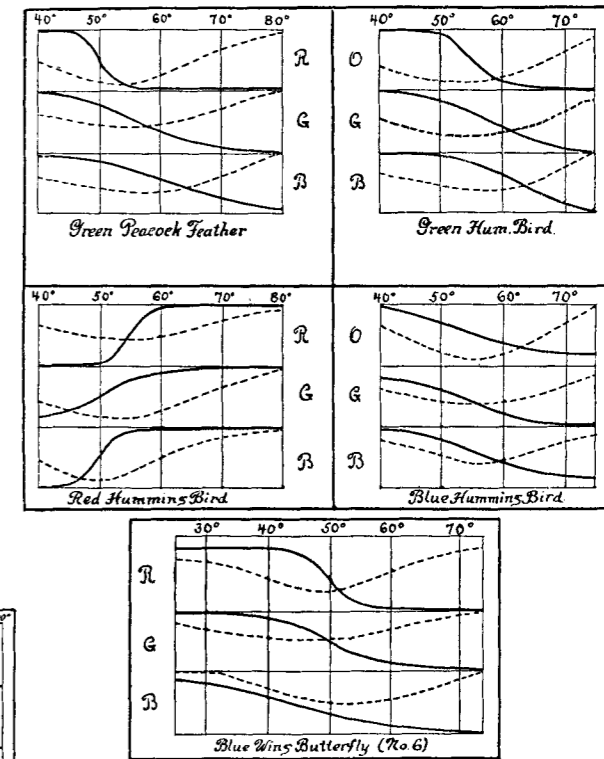 40° 50° 60° 70° 80°
R
G
B
Green Peacock Feather
40° 50° 60°
O
G
B
Green Hum. Bird.
40° 50° 60° 70° 80°
R
G
B
Red Humming Bird
40° 50° 60°
O
G
B
Blue Humming Bird
30° 40° 50° 60° 70°
R
G
B
Blue Wing Butterfly (No.6)